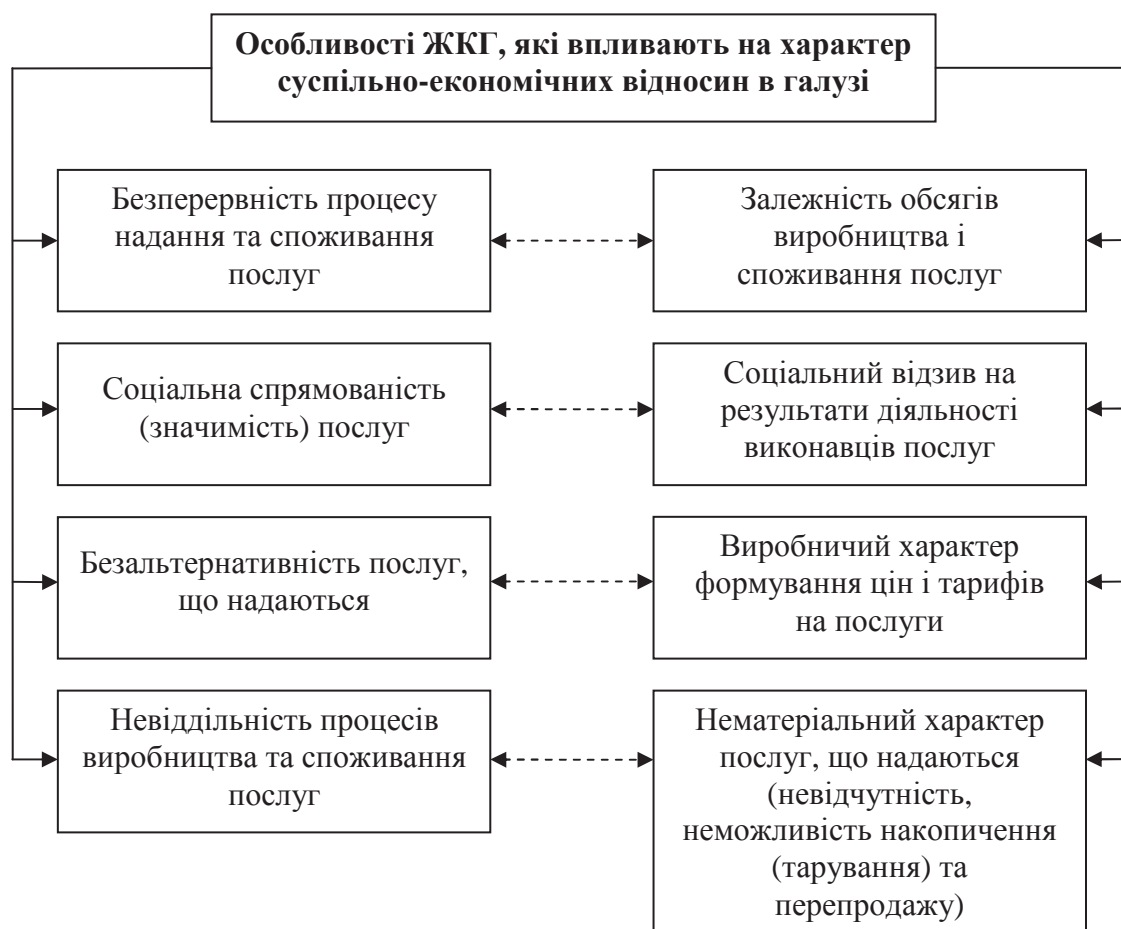 Особливості ЖКГ, які впливають на характер
суспільно-економічних відносин в галузі
Безперервність процесу
надання та споживання
послуг
Залежність обсягів
виробництва і
споживання послуг
Соціальна спрямованість
(значимість) послуг
Соціальний відзив на
результати діяльності
виконавців послуг
Безальтернативність послуг,
що надаються
Виробничий характер
формування цін і тарифів
на послуги
Невіддільність процесів
виробництва та споживання
послуг
Нематеріальний характер
послуг, що надаються
(невідчутність,
неможливість накопичення
(тарування) та
перепродажу)